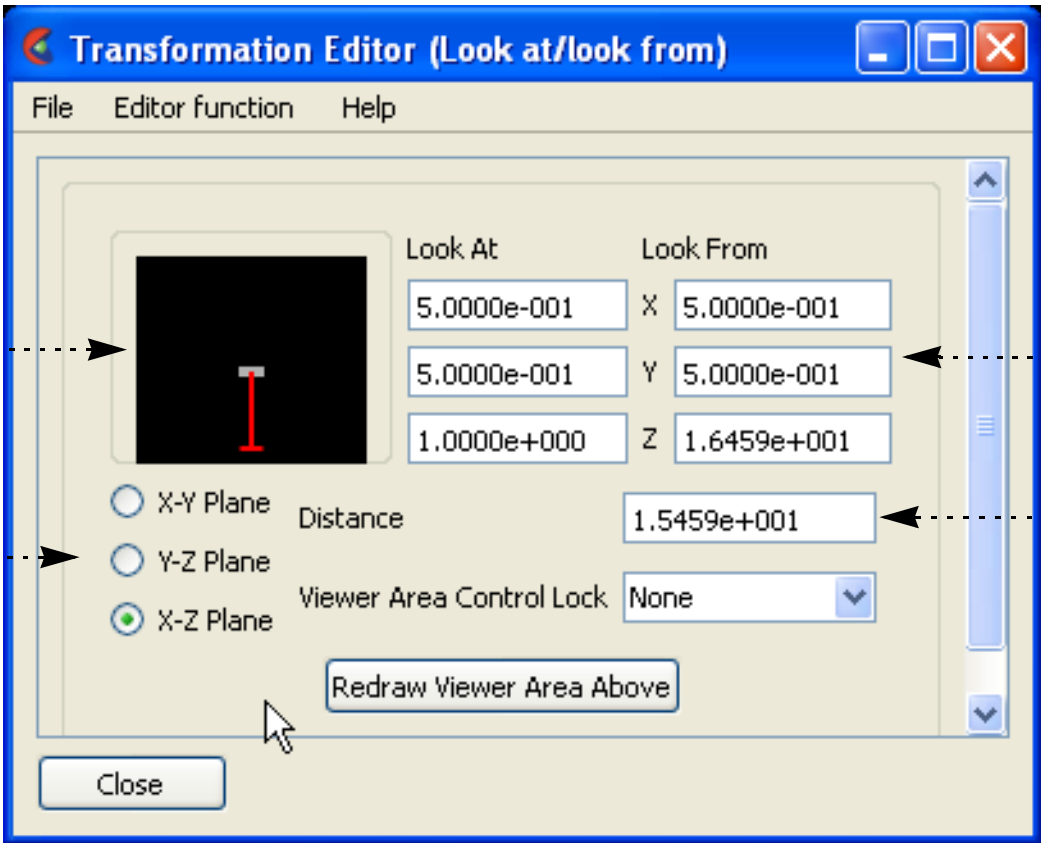 Transformation Editor (Look at/look from)
File Editor function Help
Look At Look From
5.0000e-001 X 5.0000e-001
5.0000e-001 Y 5.0000e-001
1.0000e+000 Z 1.6459e+001
X-Y Plane
Distance 1.5459e+001
Y-Z Plane
Viewer Area Control Lock None
X-Z Plane
Redraw Viewer Area Above
Close